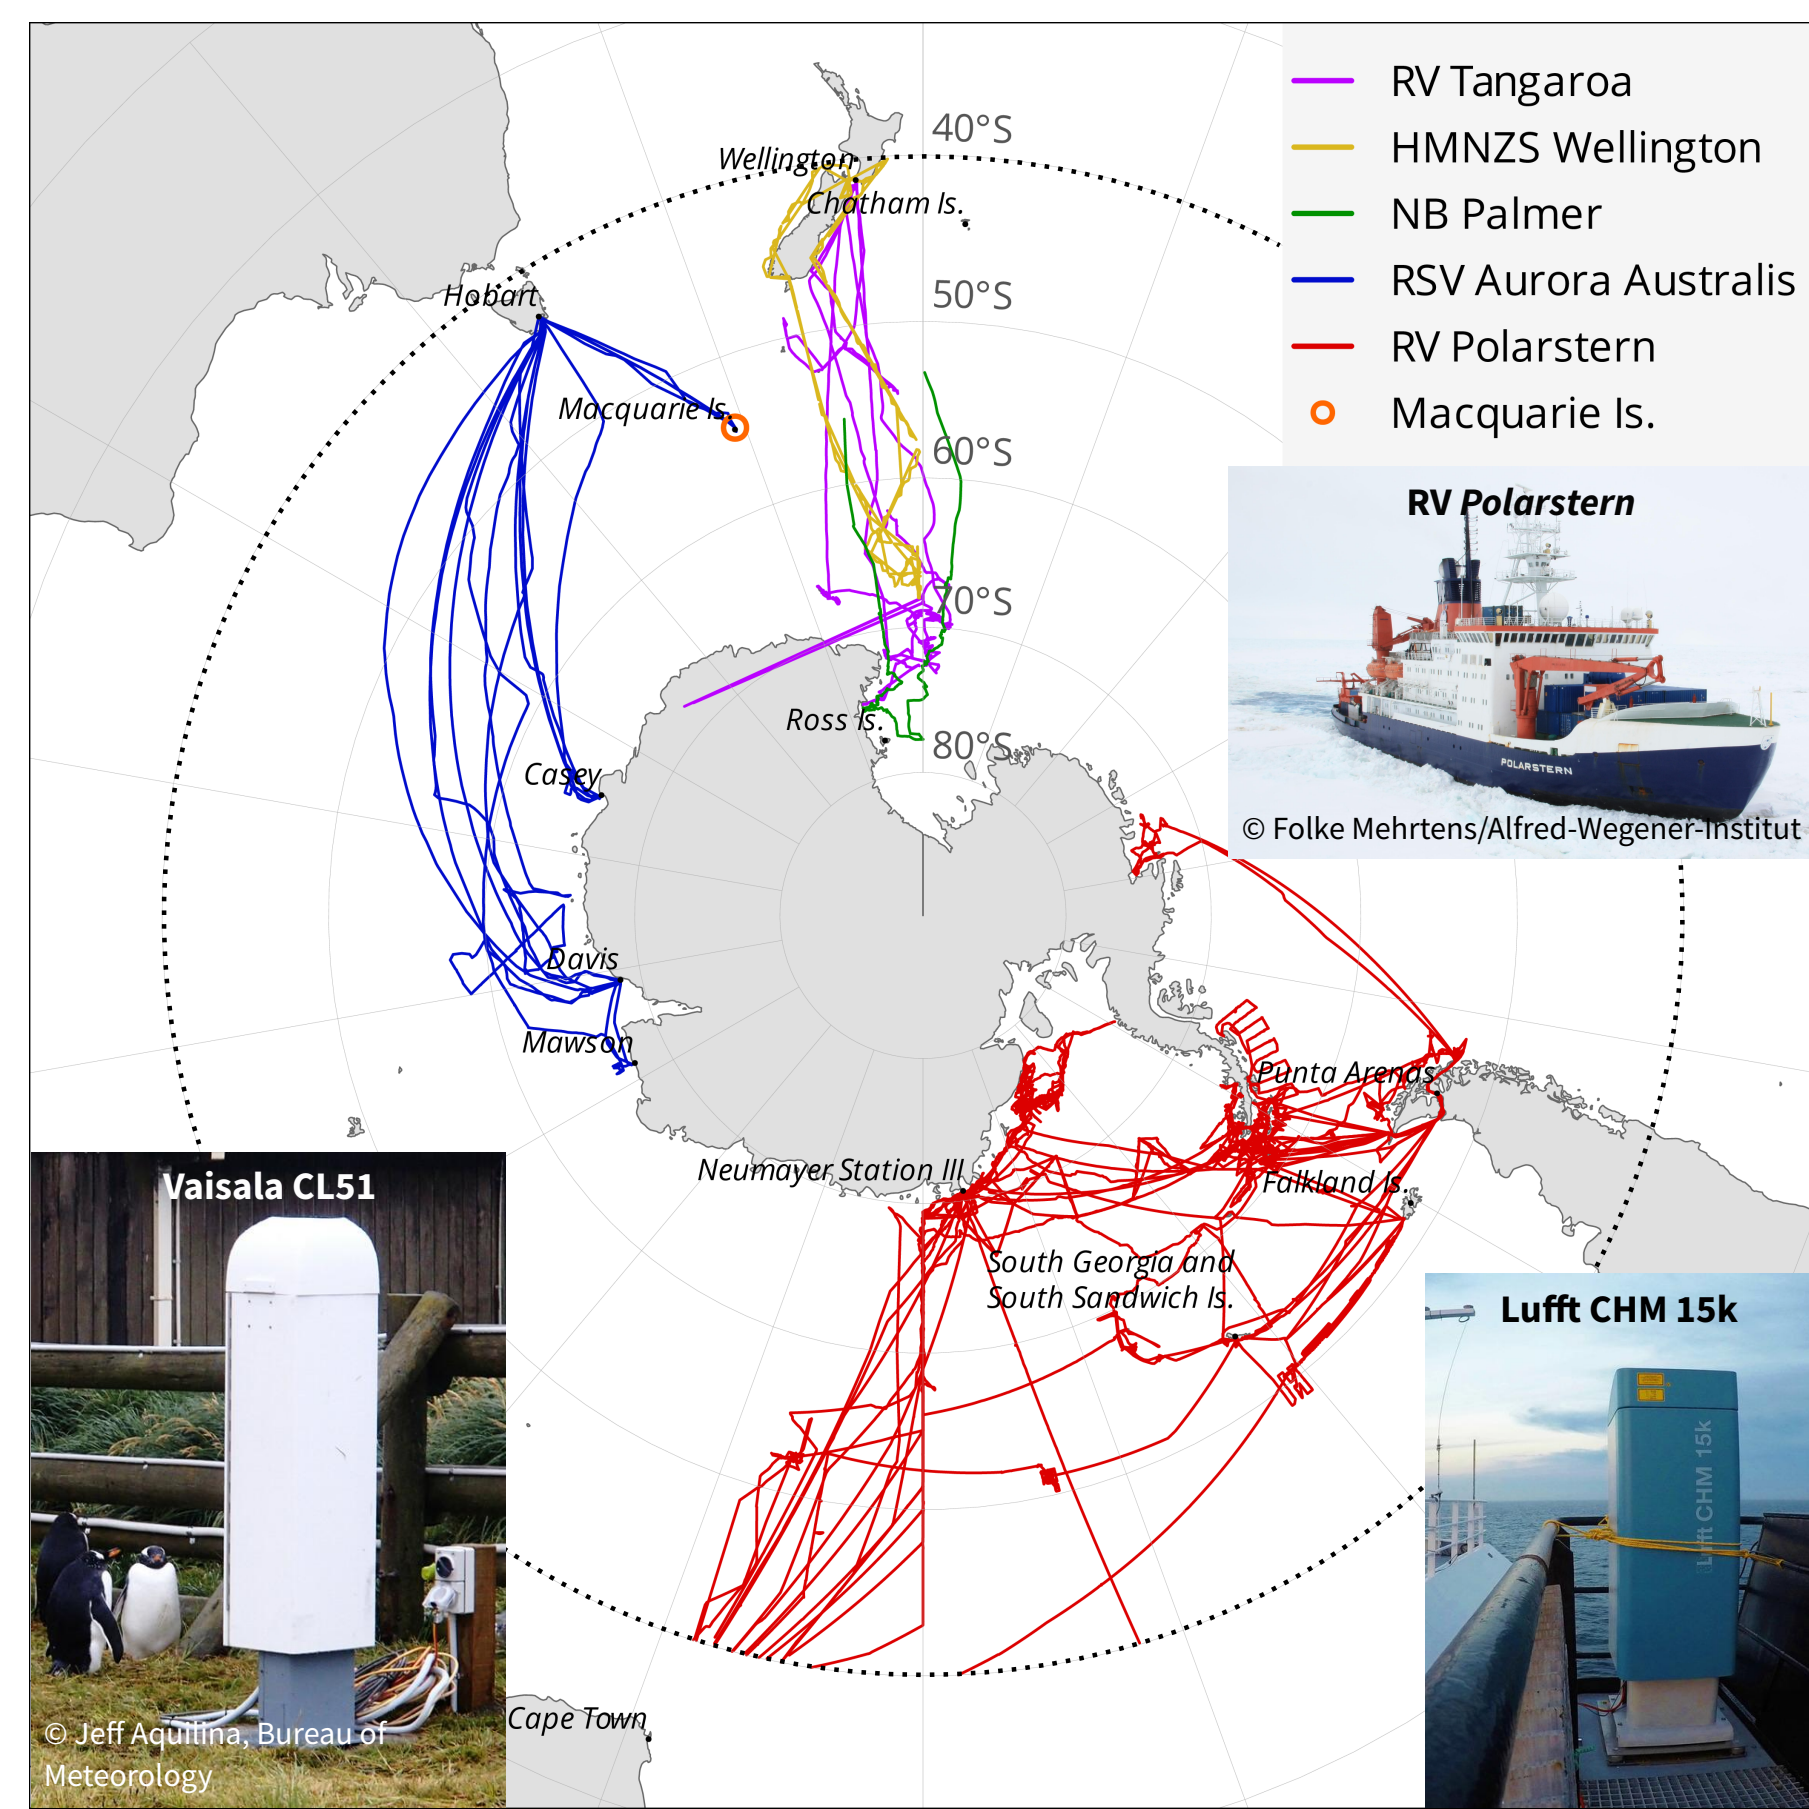 RV Tangaroa
HMNZS Wellington
NB Palmer
RSV Aurora Australis
RV Polarstern
Macquarie Is.
40°S
50°S
60°S
70°S
80°S
Wellington
Chatham Is.
Hobart
Macquarie Is.
Ross Is.
Casey
Davis
Mawson
Neumayer Station III
Punta Arenas
Falkland Is.
South Georgia and
South Sandwich Is.
Cape Town
RV Polarstern
POLARSTERN
© Folke Mehrtens/Alfred-Wegener-Institut
Vaisala CL51
© Jeff Aquilina, Bureau of
Meteorology
Lufft CHM 15k
Lufft CHM 15k